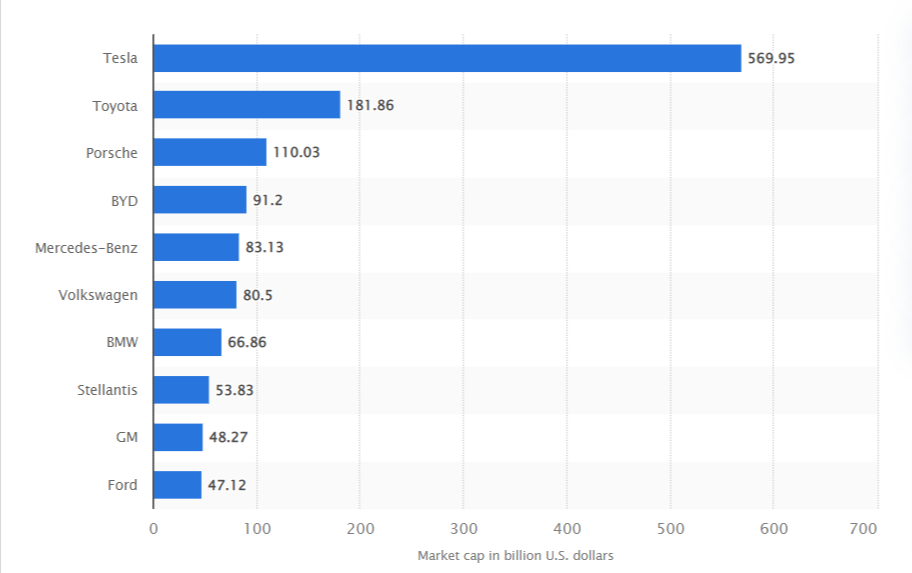 Tesla 569.95
Toyota 181.86
Porsche 110.03
BYD 91.2
Mercedes-Benz 83.13
Volkswagen 80.5
BMW 66.86
Stellantis 53.83
GM 48.27
Ford 47.12
0 100 200 300 400 500 600 700
Market cap in billion U.S. dollars